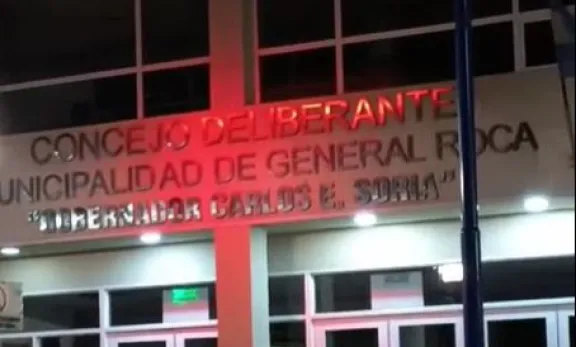 CONCEJO DELIBERANTE
UNICIPALIDAD DE GENERAL ROCA
"GOBERNADOR CARLOS E. SORIA"